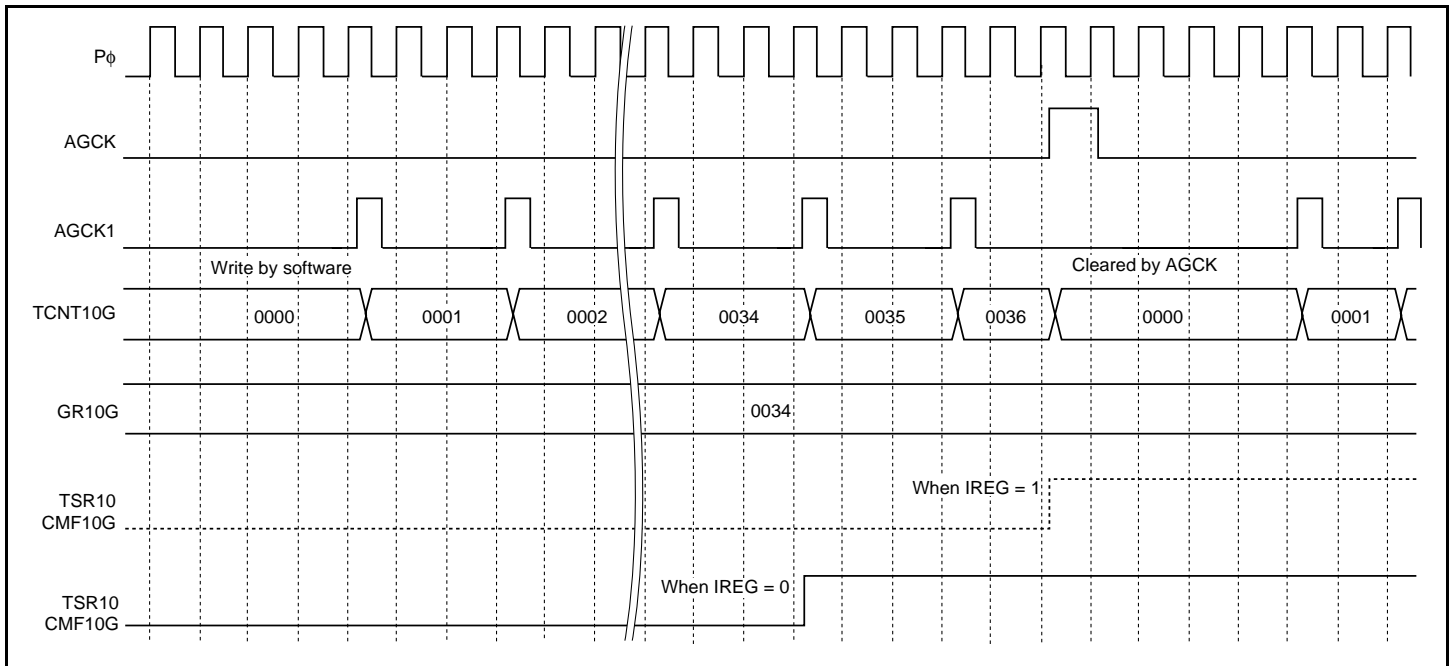 Pϕ
AGCK
AGCK1
Write by software
Cleared by AGCK
TCNT10G
0000
0001
0002
0034
0035
0036
0000
0001
GR10G
0034
When IREG = 1
TSR10
CMF10G
When IREG = 0
TSR10
CMF10G